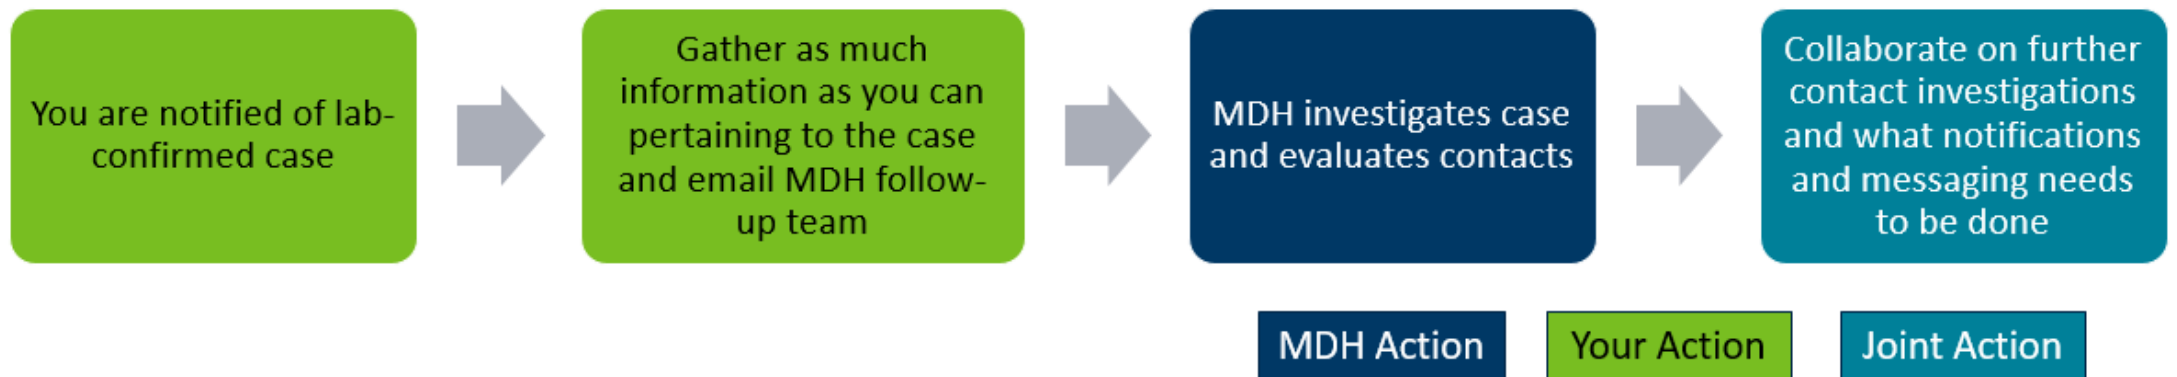 You are notified of lab-
confirmed case
Gather as much
information as you can
pertaining to the case
and email MDH follow-
up team
MDH investigates case
and evaluates contacts
Collaborate on further
contact investigations
and what notifications
and messaging needs
to be done
MDH Action
Your Action
Joint Action